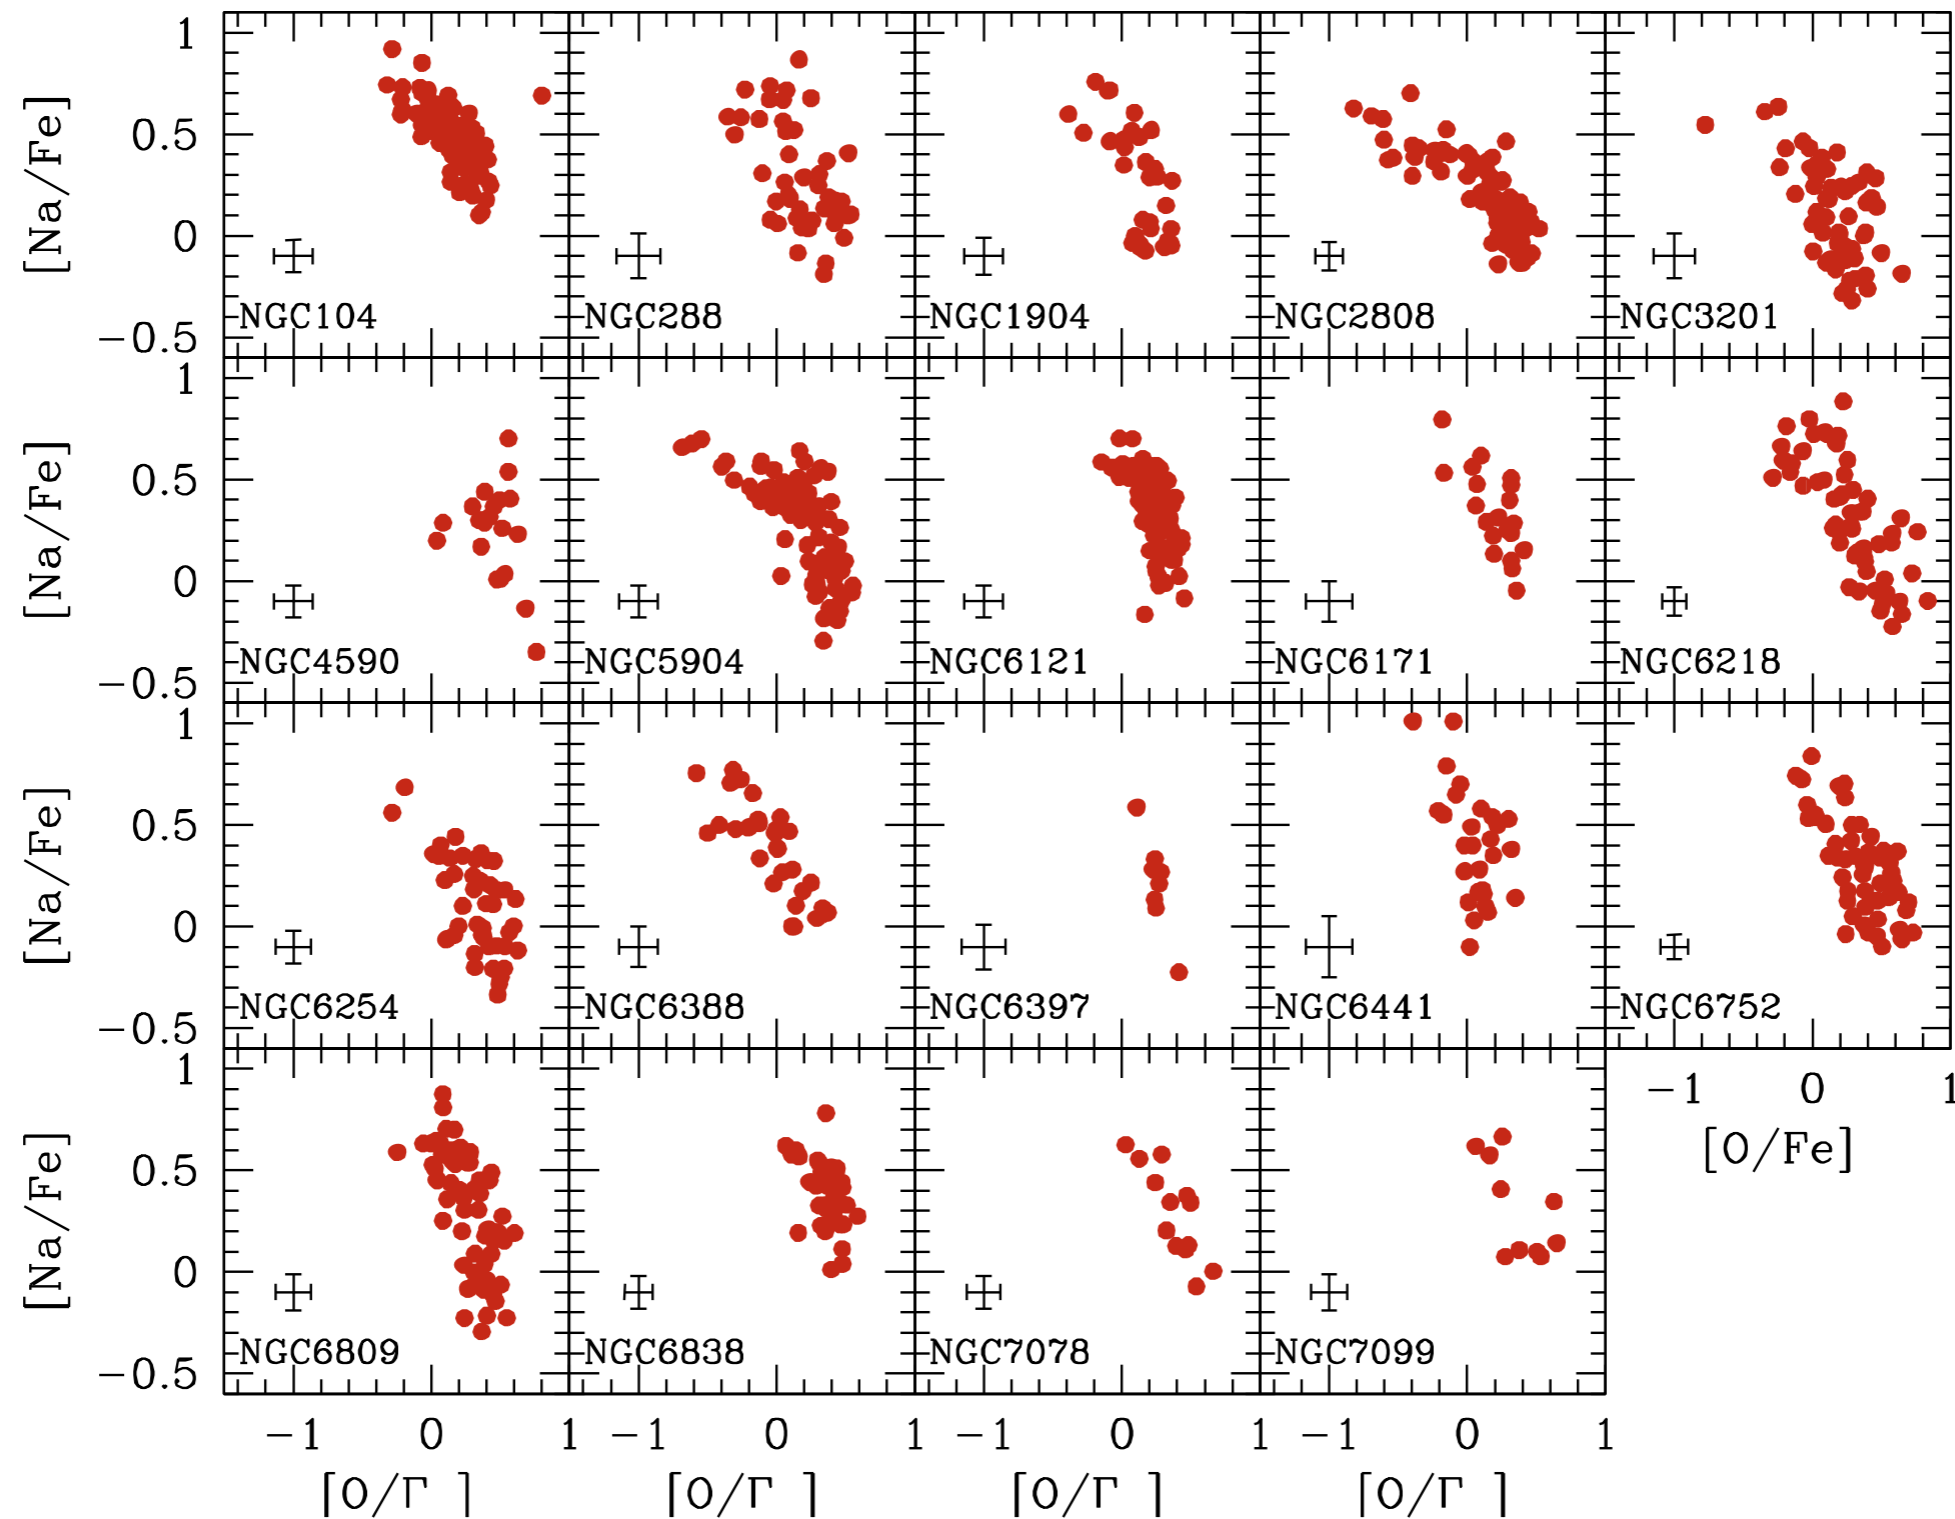 [Na/Fe] 1 0.5 0 −0.5
NGC104 NGC288 NGC1904 NGC2808 NGC3201
[Na/Fe] 1 0.5 0 −0.5
NGC4590 NGC5904 NGC6121 NGC6171 NGC6218
[Na/Fe] 1 0.5 0 −0.5
NGC6254 NGC6388 NGC6397 NGC6441 NGC6752
−1 0 1
[O/Fe]
[Na/Fe] 1 0.5 0 −0.5
NGC6809 NGC6838 NGC7078 NGC7099
−1 0 1 −1 0 1 −1 0 1 −1 0 1
[O/Γ ] [O/Γ ] [O/Γ ] [O/Γ ]